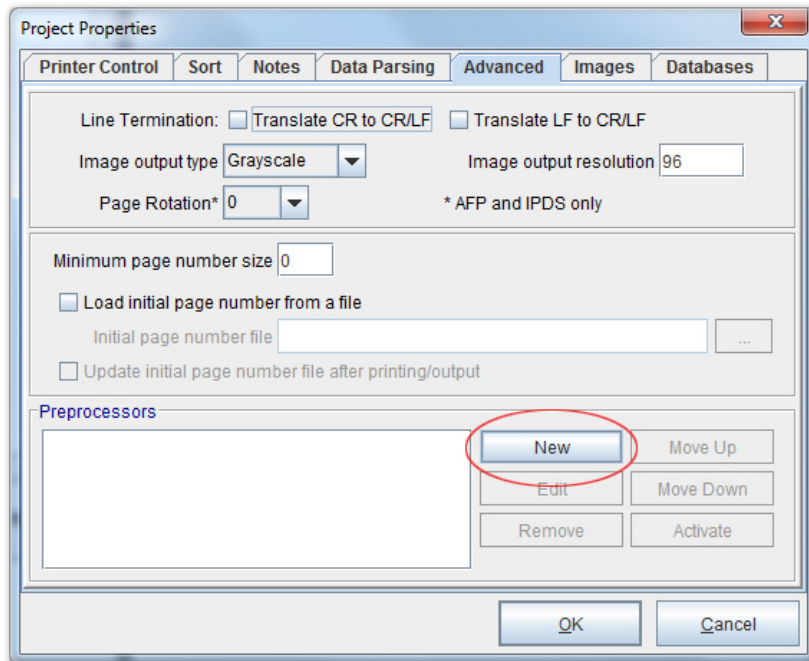 Project Properties
Printer Control Sort Notes Data Parsing Advanced Images Databases
Line Termination: Translate CR to CR/LF Translate LF to CR/LF
Image output type Grayscale Image output resolution 96
Page Rotation* 0 * AFP and IPDS only
Minimum page number size 0
Load initial page number from a file
Initial page number file ...
Update initial page number file after printing/output
Preprocessors
New Move Up
Edit Move Down
Remove Activate
OK Cancel